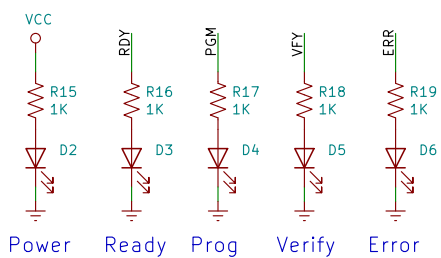 VCC
RDY
PGM
VFY
ERR
R15
1K
R16
1K
R17
1K
R18
1K
R19
1K
D2
D3
D4
D5
D6
Power
Ready
Prog
Verify
Error